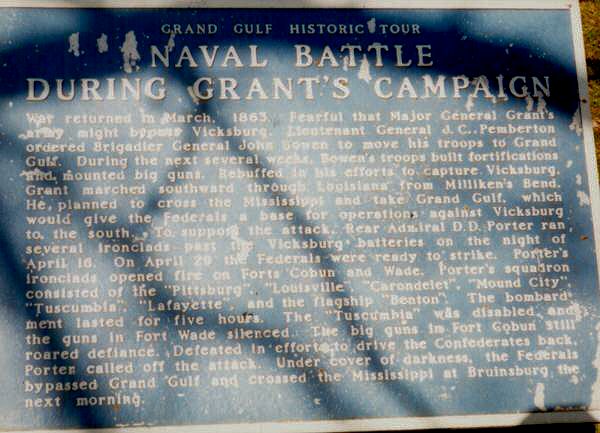 GRAND GULF HISTORIC TOUR
NAVAL BATTLE
DURING GRANT'S CAMPAIGN
War returned in March, 1863. Fearful that Major General Grant's
army might bypass Vicksburg, Lieutenant General J.C. Pemberton
ordered Brigadier General John Bowen to move his troops to Grand
Gulf. During the next several weeks, Bowen's troops built fortifications
and mounted big guns. Rebuffed in his efforts to capture Vicksburg,
Grant marched southward through Louisiana from Milliken's Bend.
He planned to cross the Mississippi and take Grand Gulf, which
would give the Federals a base for operations against Vicksburg
to the south. To support the attack, Rear Admiral D.D. Porter ran
several ironclads past the Vicksburg batteries on the night of
April 16. On April 29 the Federals were ready to strike. Porter's
ironclads opened fire on Forts Cobun and Wade. Porter's squadron
consisted of the "Pittsburg", "Louisville", "Carondelet", "Mound City",
"Tuscumbia", "Lafayette", and the flagship "Benton". The bombard-
ment lasted for five hours. The "Tuscumbia" was disabled and
the guns in Fort Wade silenced. The big guns in Fort Cobun still
roared defiance. Defeated in efforts to drive the Confederates back,
Porter called off the attack. Under cover of darkness, the Federals
bypassed Grand Gulf and crossed the Mississippi at Bruinsburg the
next morning.